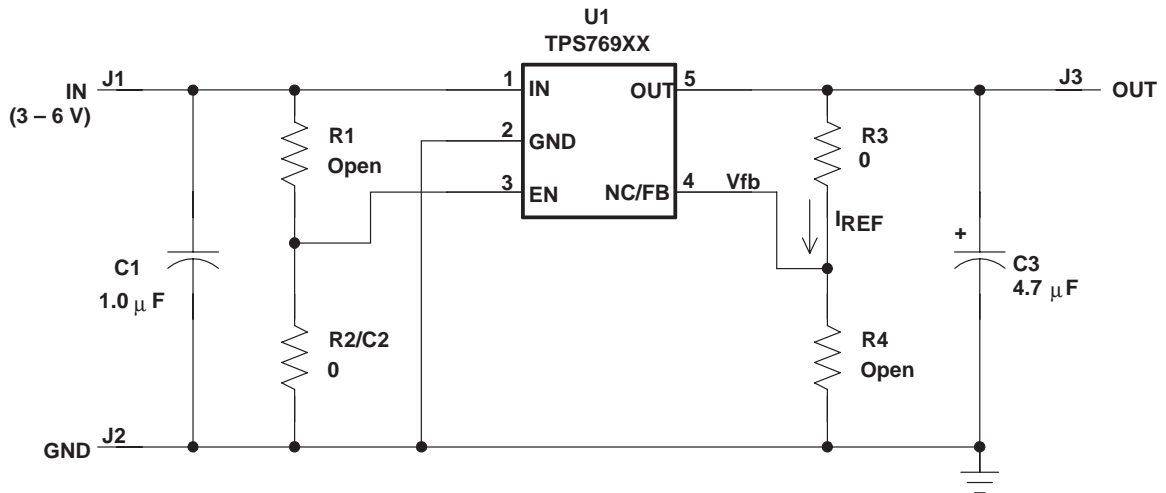 U1
TPS769XX
IN
(3 – 6 V)
J1
1
IN
OUT
5
J3
OUT
R1
Open
2
GND
R3
0
3
EN
NC/FB
4
Vfb
IREF
C1
1.0 μ F
+
C3
4.7 μ F
R2/C2
0
R4
Open
GND
J2